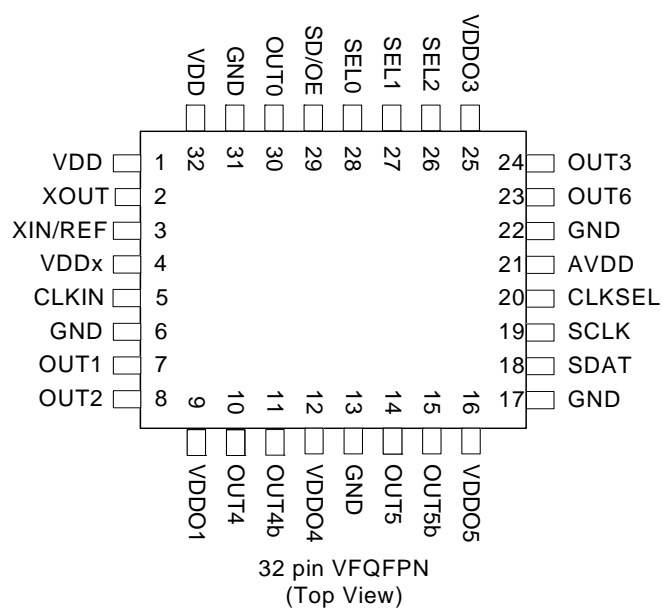 VDD
GND
OUT0
SD/OE
SEL0
SEL1
SEL2
VDDO3
32
31
30
29
28
27
26
25
VDD 1
XOUT 2
XIN/REF 3
VDDx 4
CLKIN 5
GND 6
OUT1 7
OUT2 8
24 OUT3
23 OUT6
22 GND
21 AVDD
20 CLKSEL
19 SCLK
18 SDAT
17 GND
9
10
11
12
13
14
15
16
VDDO1
OUT4
OUT4b
VDDO4
GND
OUT5
OUT5b
VDDO5
32 pin VFQFPN
(Top View)